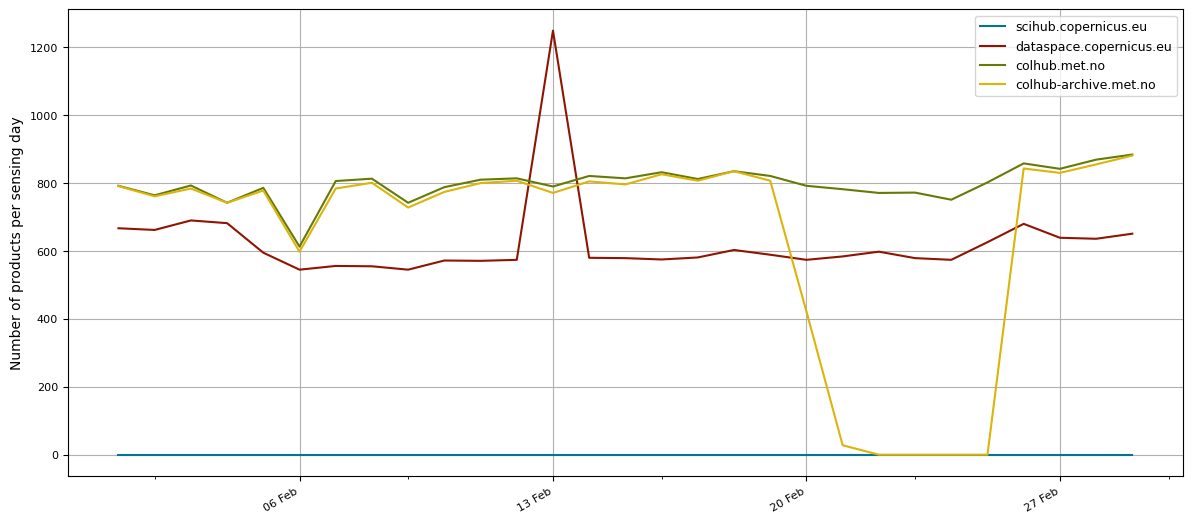 Number of products per sensing day
1200
1000
800
600
400
200
0
06 Feb
13 Feb
20 Feb
27 Feb
scihub.copernicus.eu
dataspace.copernicus.eu
colhub.met.no
colhub-archive.met.no